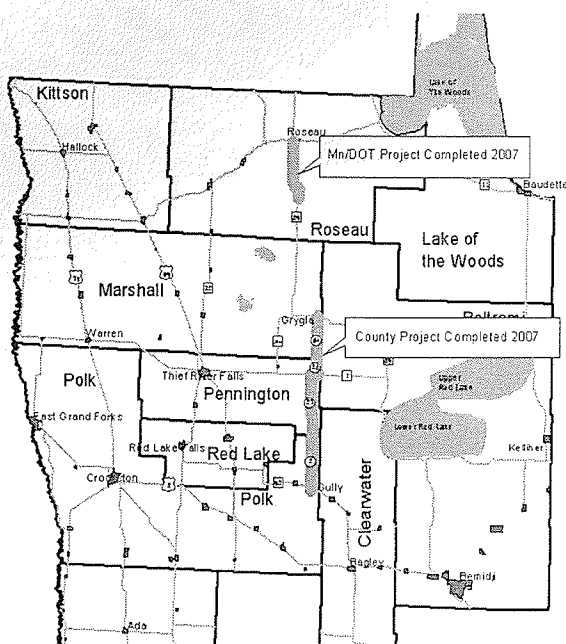 Kittson
Lake of
The Woods
Roseau
Hallock
Mn/DOT Project Completed 2007
Baudette
Roseau
Lake of
the Woods
Marshall
Grygla
Beltrami
County Project Completed 2007
Warren
Polk
Thief River Falls
Pennington
Upper
Red Lake
East Grand Forks
Lower Red Lake
Red Lake Falls
Red Lake
Kelliher
Crookston
Polk
Gully
Clearwater
Bagley
Bemidji
Ada